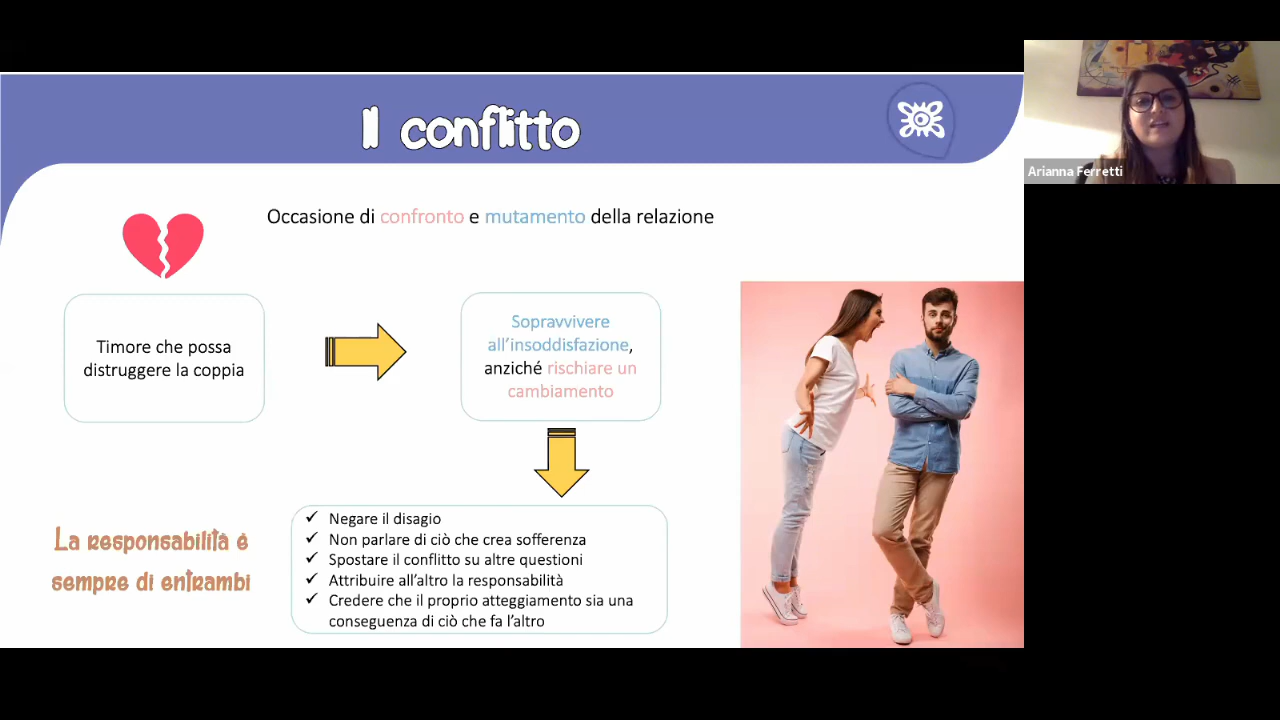 Il conflitto
Arianna Ferretti
Occasione di confronto e mutamento della relazione
Timore che possa
distruggere la coppia
Sopravvivere
all’insoddisfazione,
anziché rischiare un
cambiamento
✓ Negare il disagio
✓ Non parlare di ciò che crea sofferenza
✓ Spostare il conflitto su altre questioni
✓ Attribuire all’altro la responsabilità
✓ Credere che il proprio atteggiamento sia una
conseguenza di ciò che fa l’altro
La responsabilità è
sempre di entrambi